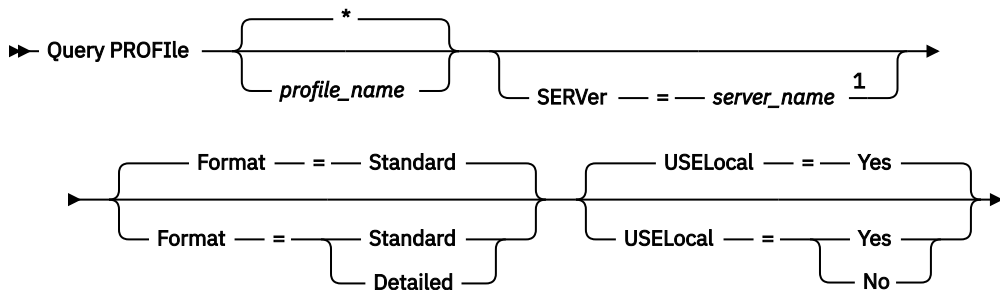 *
Query PROFIle
profile_name
SERVer = server_name 1
Format = Standard USELocal = Yes
Format = Standard USELocal = Yes
Detailed No